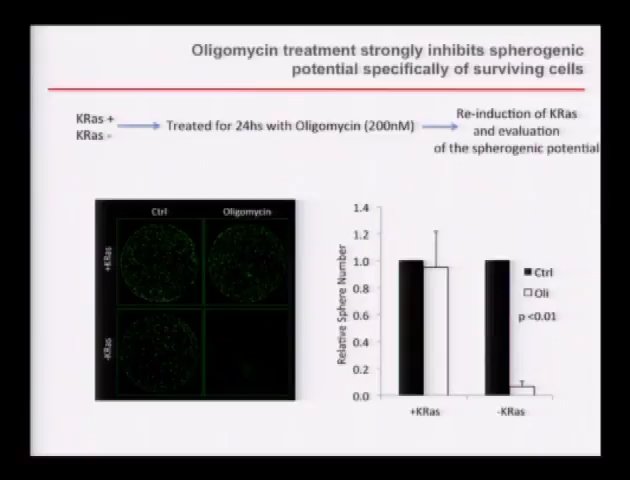 Oligomycin treatment strongly inhibits spherogenic
potential specifically of surviving cells
KRas +
KRas -
Treated for 24hs with Oligomycin (200nM)
Re-induction of KRas
and evaluation
of the spherogenic potential
Ctrl
Oligomycin
+KRas
-KRas
Relative Sphere Number
1.4
1.2
1.0
0.8
0.6
0.4
0.2
0.0
+KRas
-KRas
Ctrl
Oli
p <0.01